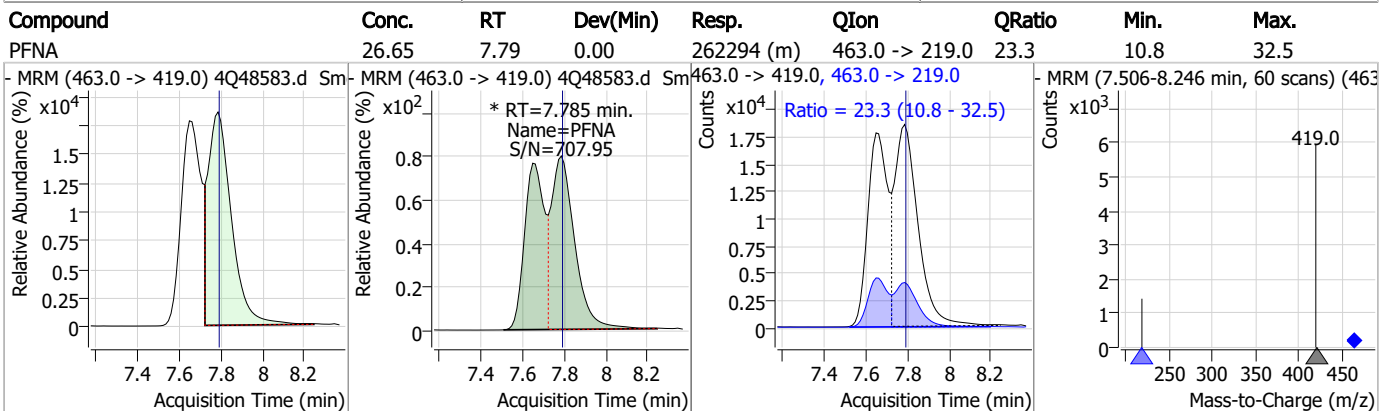 Compound Conc. RT Dev(Min) Resp. QIon QRatio Min. Max.
PFNA 26.65 7.79 0.00 262294 (m) 463.0 -> 219.0 23.3 10.8 32.5
- MRM (463.0 -> 419.0) 4Q48583.d Sm
Relative Abundance (%)
x10⁴
1.5
1.25
1
0.75
0.5
0.25
0
7.4 7.6 7.8 8 8.2
Acquisition Time (min)
- MRM (463.0 -> 419.0) 4Q48583.d Sm
Relative Abundance (%)
x10²
* RT=7.785 min.
Name=PFNA
S/N=707.95
0.8
0.6
0.4
0.2
0
7.4 7.6 7.8 8 8.2
Acquisition Time (min)
463.0 -> 419.0, 463.0 -> 219.0
Counts
x10⁴
Ratio = 23.3 (10.8 - 32.5)
1.75
1.5
1.25
1
0.75
0.5
0.25
0
7.4 7.6 7.8 8 8.2
Acquisition Time (min)
- MRM (7.506-8.246 min, 60 scans) (463
Counts
x10³
419.0
6
5
4
3
2
1
0
250 300 350 400 450
Mass-to-Charge (m/z)